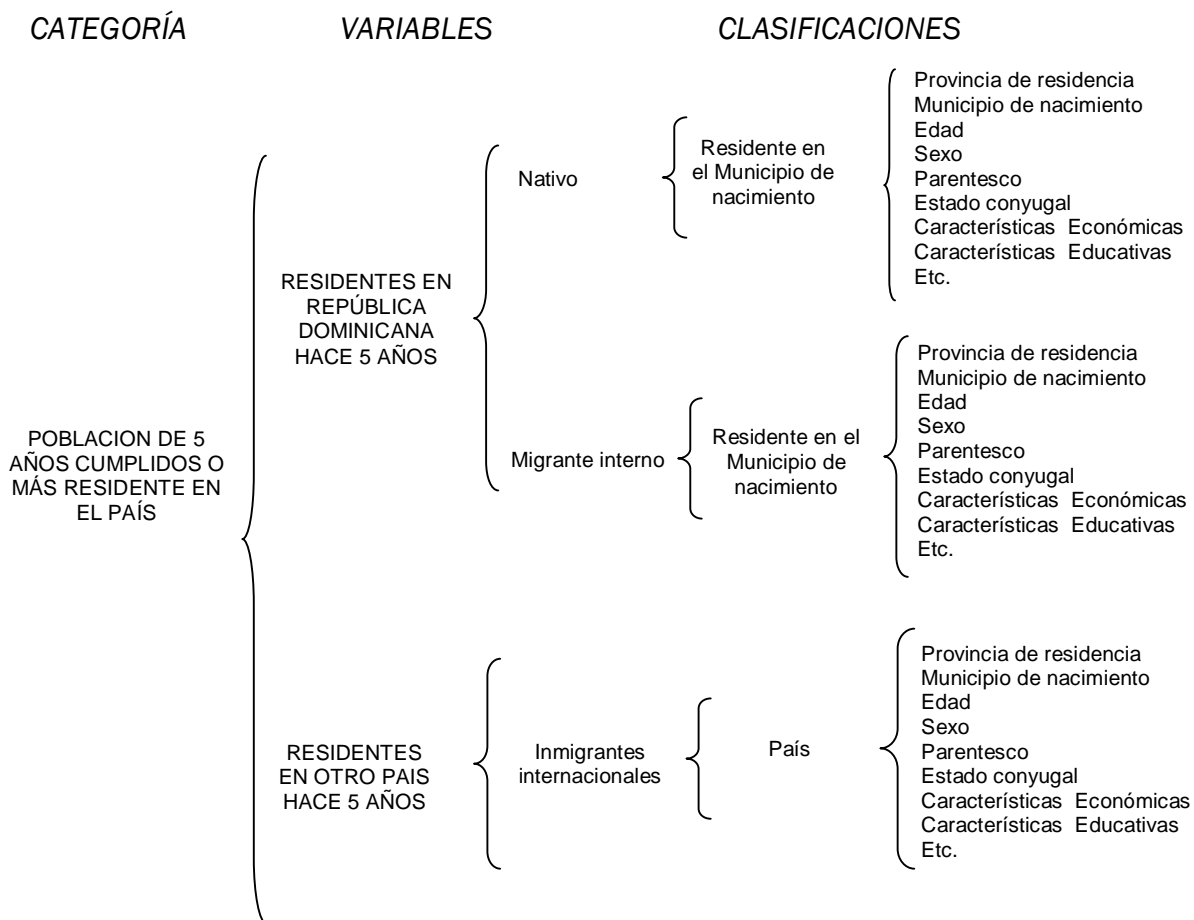 CATEGORÍA VARIABLES CLASIFICACIONES
POBLACION DE 5
AÑOS CUMPLIDOS O
MÁS RESIDENTE EN
EL PAÍS
RESIDENTES EN
REPÚBLICA
DOMINICANA
HACE 5 AÑOS
Nativo
Residente en
el Municipio de
nacimiento
Provincia de residencia
Municipio de nacimiento
Edad
Sexo
Parentesco
Estado conyugal
Características Económicas
Características Educativas
Etc.
Migrante interno
Residente en el
Municipio de
nacimiento
Provincia de residencia
Municipio de nacimiento
Edad
Sexo
Parentesco
Estado conyugal
Características Económicas
Características Educativas
Etc.
RESIDENTES
EN OTRO PAIS
HACE 5 AÑOS
Inmigrantes
internacionales
País
Provincia de residencia
Municipio de nacimiento
Edad
Sexo
Parentesco
Estado conyugal
Características Económicas
Características Educativas
Etc.